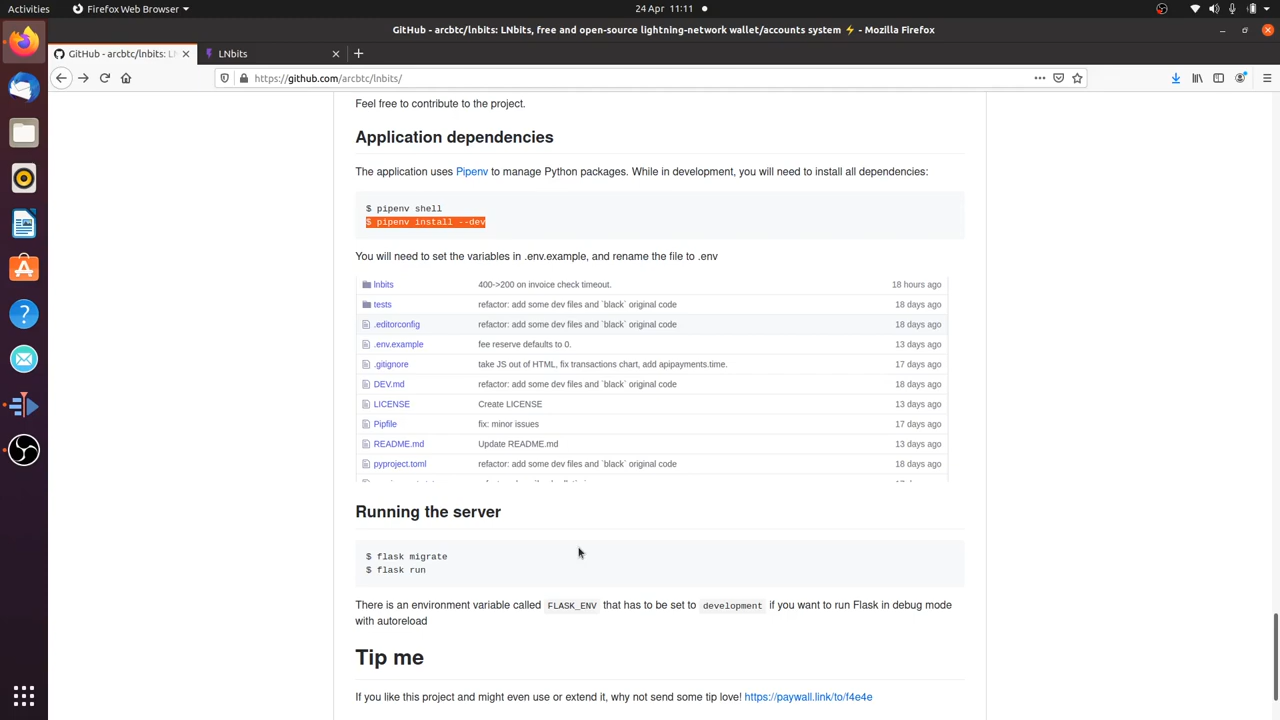 Activities
Firefox Web Browser
24 Apr 11:11
GitHub - arcbtc/lnbits: LNbits, free and open-source lightning-network wallet/accounts system ⚡ - Mozilla Firefox
GitHub - arcbtc/lnbits: LN
LNbits
https://github.com/arcbtc/lnbits/
Feel free to contribute to the project.
Application dependencies
The application uses Pipenv to manage Python packages. While in development, you will need to install all dependencies:
$ pipenv shell
$ pipenv install --dev
You will need to set the variables in .env.example, and rename the file to .env
lnbits 400->200 on invoice check timeout. 18 hours ago
tests refactor: add some dev files and `black` original code 18 days ago
.editorconfig refactor: add some dev files and `black` original code 18 days ago
.env.example fee reserve defaults to 0. 13 days ago
.gitignore take JS out of HTML, fix transactions chart, add apipayments.time. 17 days ago
DEV.md refactor: add some dev files and `black` original code 18 days ago
LICENSE Create LICENSE 13 days ago
Pipfile fix: minor issues 17 days ago
README.md Update README.md 13 days ago
pyproject.toml refactor: add some dev files and `black` original code 18 days ago
Running the server
$ flask migrate
$ flask run
There is an environment variable called FLASK_ENV that has to be set to development if you want to run Flask in debug mode
with autoreload
Tip me
If you like this project and might even use or extend it, why not send some tip love! https://paywall.link/to/f4e4e